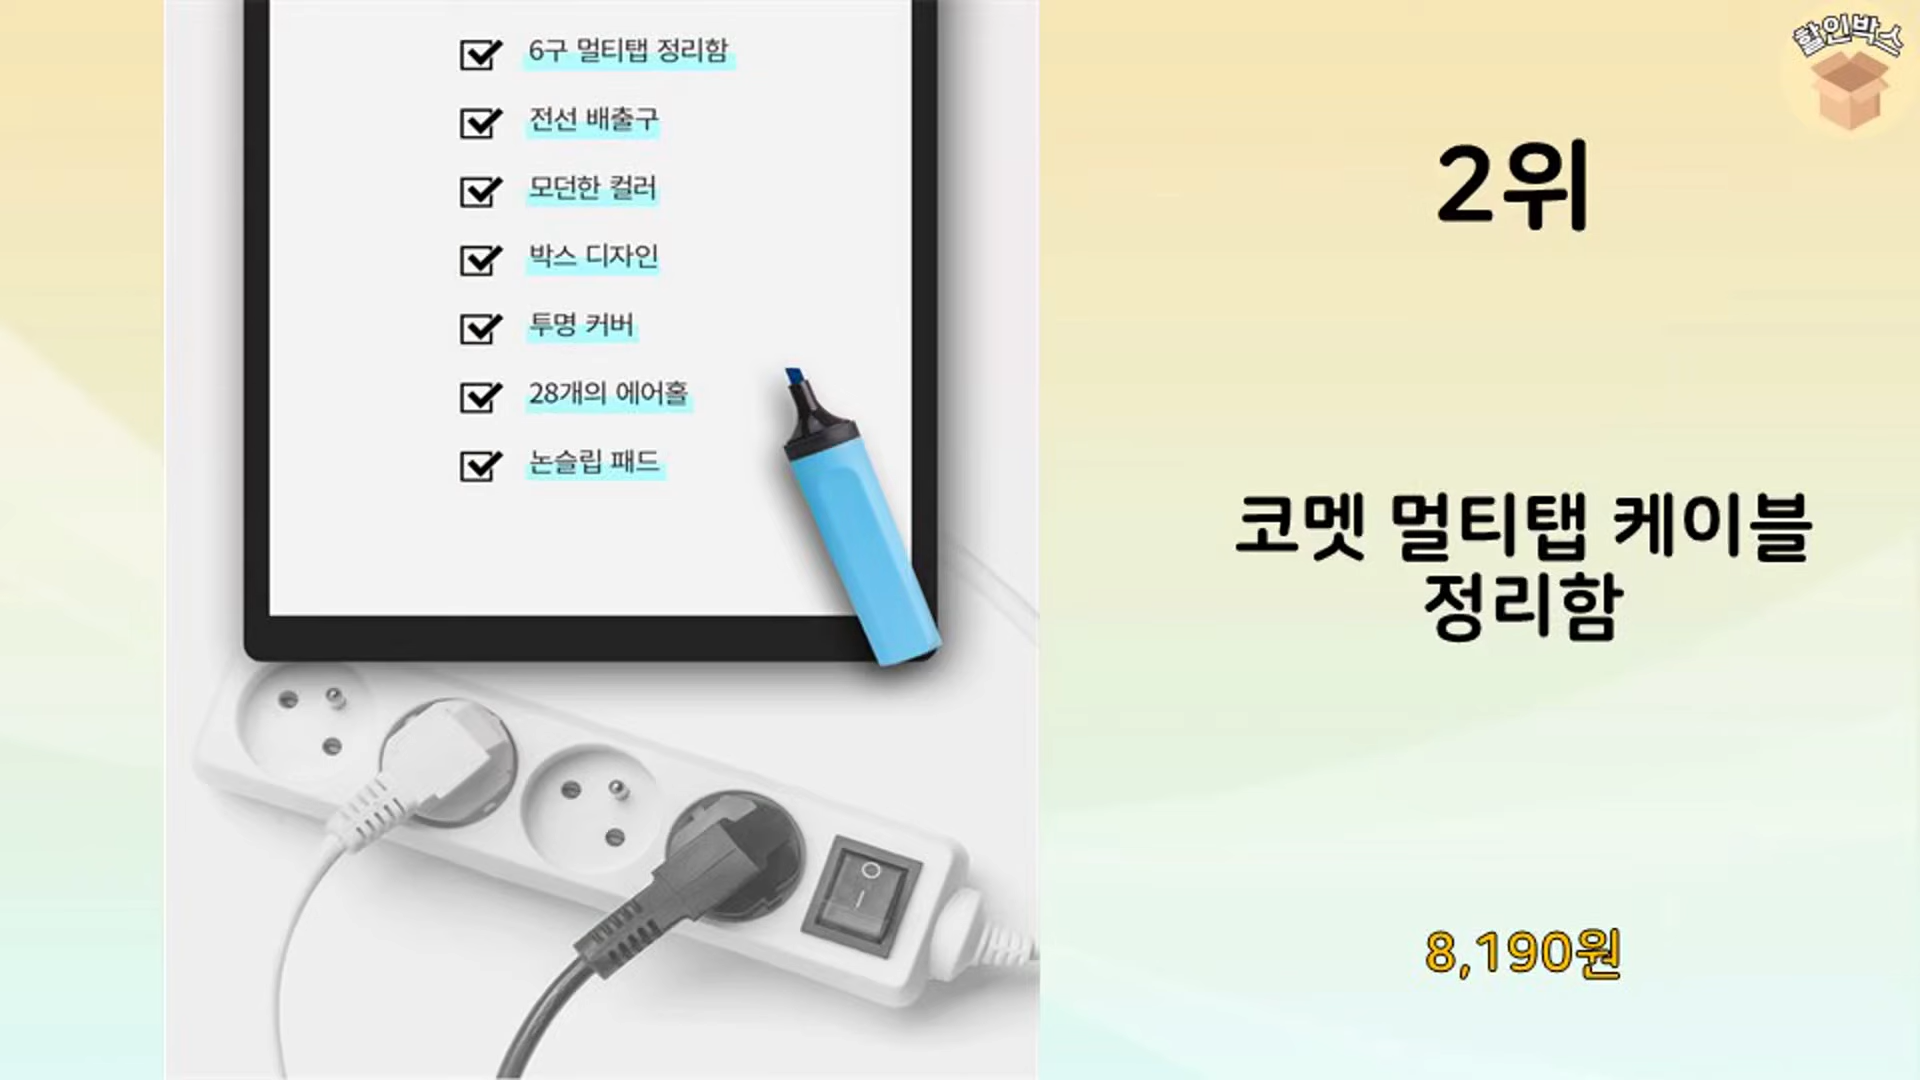 6구 멀티탭 정리함
전선 배출구
모던한 컬러
박스 디자인
투명 커버
28개의 에어홀
논슬립 패드
할인박스
2위
코멧 멀티탭 케이블
정리함
8,190원